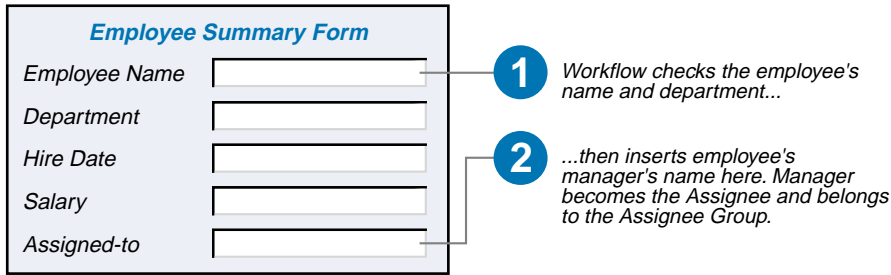 Employee Summary Form
Employee Name
Department
Hire Date
Salary
Assigned-to
1
Workflow checks the employee's
name and department...
2
...then inserts employee's
manager's name here. Manager
becomes the Assignee and belongs
to the Assignee Group.